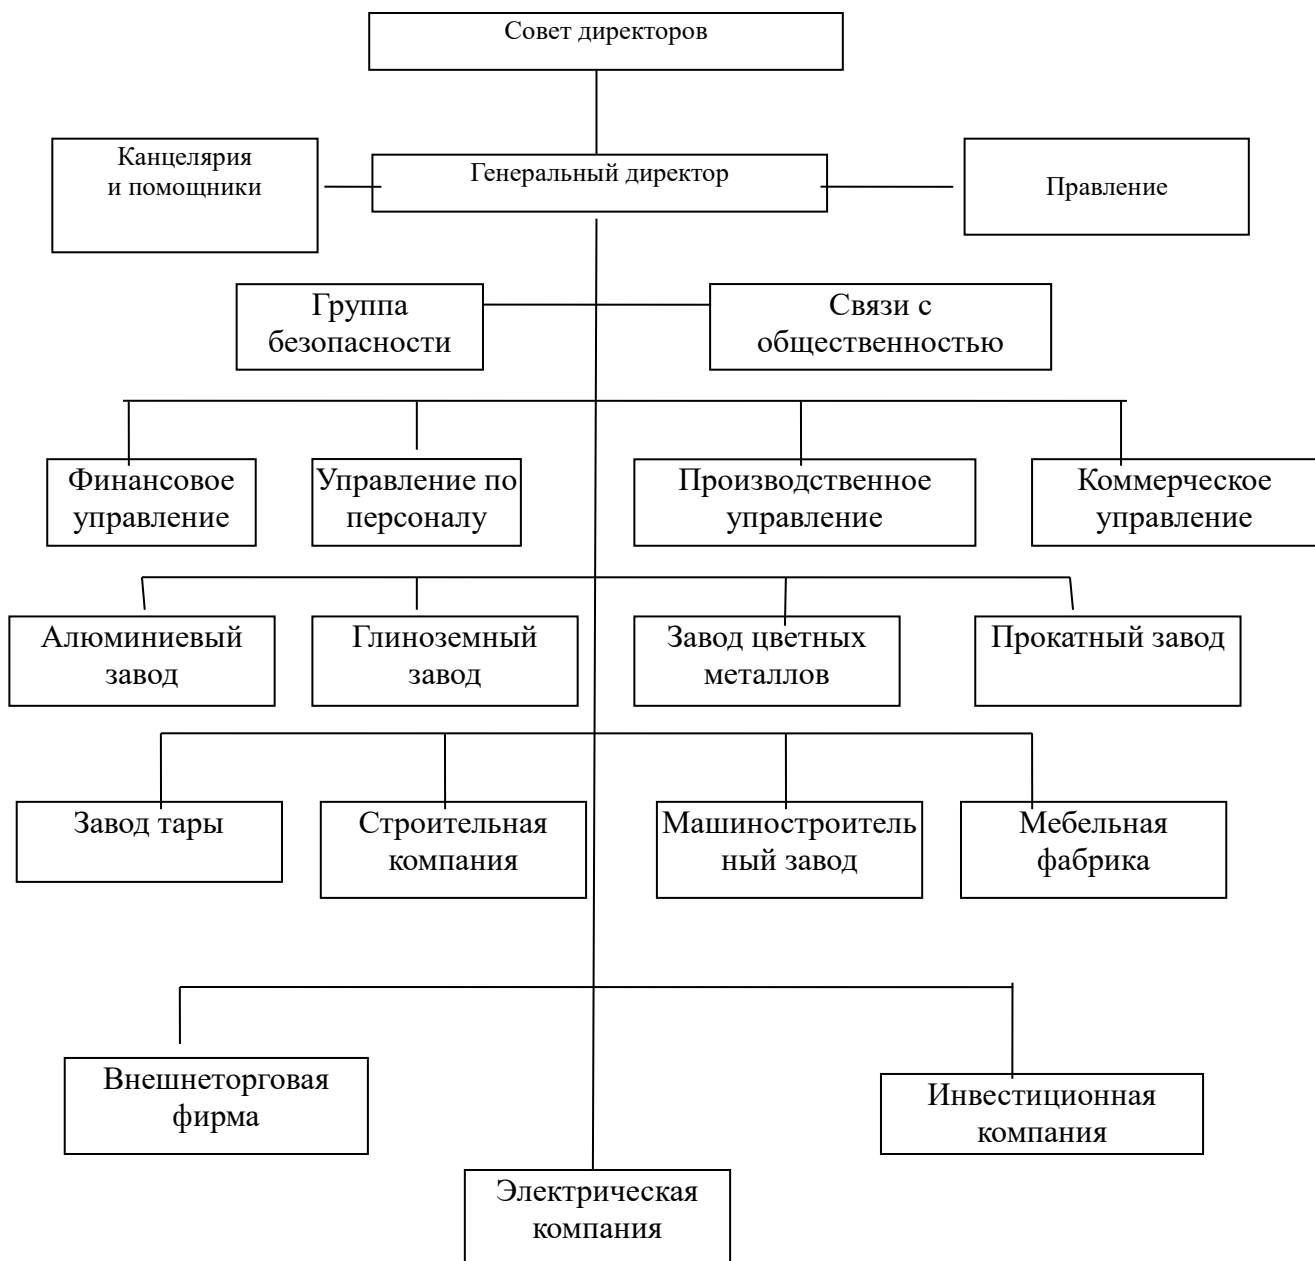 Совет директоров
Канцелярия
и помощники
Генеральный директор
Правление
Группа
безопасности
Связи с
общественностью
Финансовое
управление
Управление по
персоналу
Производственное
управление
Коммерческое
управление
Алюминиевый
завод
Глиноземный
завод
Завод цветных
металлов
Прокатный завод
Завод тары
Строительная
компания
Машиностроитель
ный завод
Мебельная
фабрика
Внешнеторговая
фирма
Инвестиционная
компания
Электрическая
компания